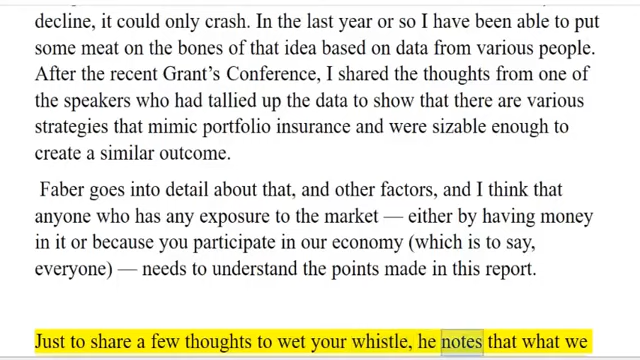 decline, it could only crash. In the last year or so I have been able to put
some meat on the bones of that idea based on data from various people.
After the recent Grant's Conference, I shared the thoughts from one of
the speakers who had tallied up the data to show that there are various
strategies that mimic portfolio insurance and were sizable enough to
create a similar outcome.
Faber goes into detail about that, and other factors, and I think that
anyone who has any exposure to the market — either by having money
in it or because you participate in our economy (which is to say,
everyone) — needs to understand the points made in this report.
Just to share a few thoughts to wet your whistle, he notes that what we